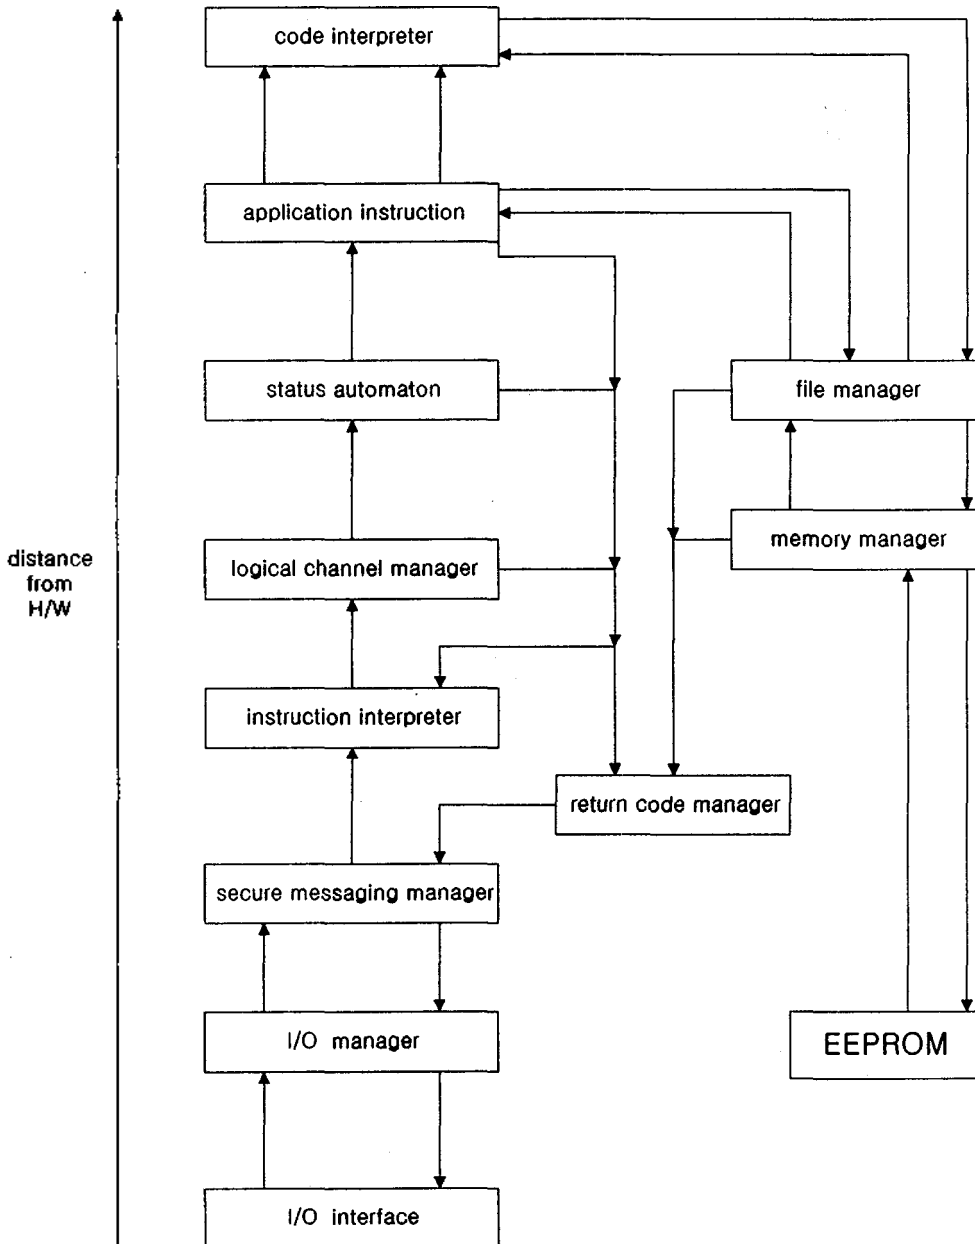 code interpreter
application instruction
status automaton
file manager
memory manager
logical channel manager
distance
from
H/W
instruction interpreter
return code manager
secure messaging manager
I/O manager
EEPROM
I/O interface